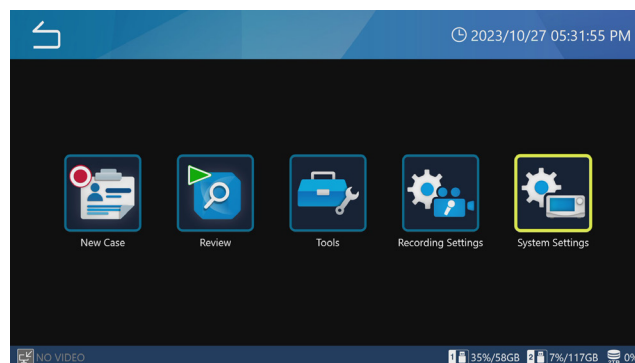 2023/10/27 05:31:55 PM
New Case
Review
Tools
Recording Settings
System Settings
NO VIDEO
1 35%/58GB 2 7%/117GB 0%